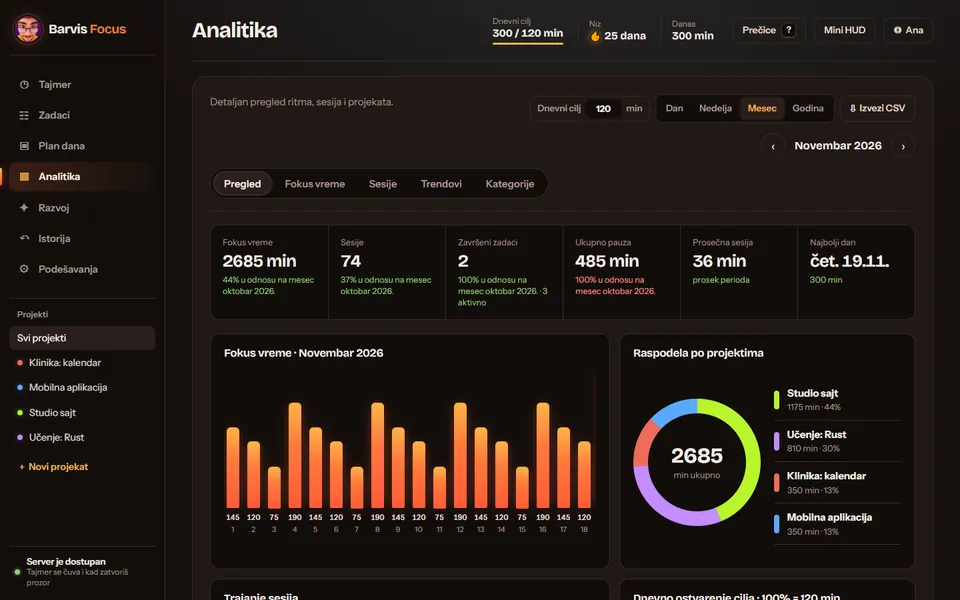 Barvis Focus
Tajmer
Zadaci
Plan dana
Analitika
Razvoj
Istorija
Podešavanja
Projekti
Svi projekti
Klinika: kalendar
Mobilna aplikacija
Studio sajt
Učenje: Rust
+ Novi projekat
Server je dostupan
Tajmer se čuva i kad zatvoriš
prozor
Analitika
Dnevni cilj
300 / 120 min
Niz
25 dana
Danas
300 min
Prečice ?
Mini HUD
Ana
Detaljan pregled ritma, sesija i projekata.
Dnevni cilj 120 min
Dan Nedelja Mesec Godina
Izvezi CSV
‹ Novembar 2026 ›
Pregled Fokus vreme Sesije Trendovi Kategorije
Fokus vreme
2685 min
44% u odnosu na mesec
oktobar 2026.
Sesije
74
37% u odnosu na mesec
oktobar 2026.
Završeni zadaci
2
100% u odnosu na
mesec oktobar 2026. · 3
aktivno
Ukupno pauza
485 min
100% u odnosu na
mesec oktobar 2026.
Prosečna sesija
36 min
prosek perioda
Najbolji dan
čet. 19.11.
300 min
Fokus vreme · Novembar 2026
145 120 75 190 145 120 75 190 145 120 75 190 145 120 75 190 145 120
1 2 3 4 5 6 7 8 9 10 11 12 13 14 15 16 17 18
Raspodela po projektima
2685
min ukupno
Studio sajt
1175 min · 44%
Učenje: Rust
810 min · 30%
Klinika: kalendar
350 min · 13%
Mobilna aplikacija
350 min · 13%
Trajanje sesija
Dnevno ostvarenje cilja · 100% = 120 min